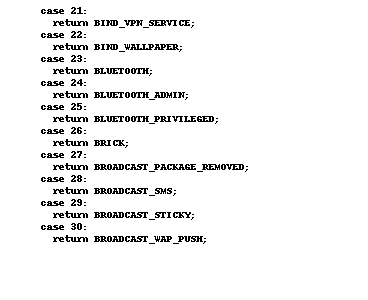 case 21:
return BIND_VPN_SERVICE;
case 22:
return BIND_WALLPAPER;
case 23:
return BLUETOOTH;
case 24:
return BLUETOOTH_ADMIN;
case 25:
return BLUETOOTH_PRIVILEGED;
case 26:
return BRICK;
case 27:
return BROADCAST_PACKAGE_REMOVED;
case 28:
return BROADCAST_SMS;
case 29:
return BROADCAST_STICKY;
case 30:
return BROADCAST_WAP_PUSH;